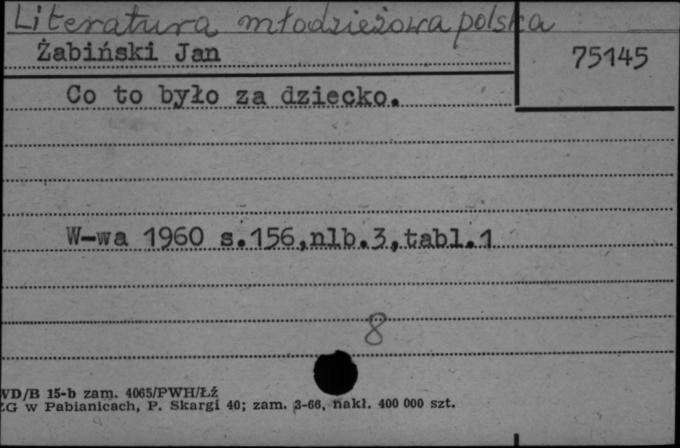 Literatura młodzieżowa polska
Żabiński Jan
75145
Co to było za dziecko.
W-wa 1960 s.156,nlb.3,tabl.1
8
WD/B 15-b zam. 4065/PWH/Łź
ZG w Pabianicach, P. Skargi 40; zam. 3-66, nakł. 400 000 szt.